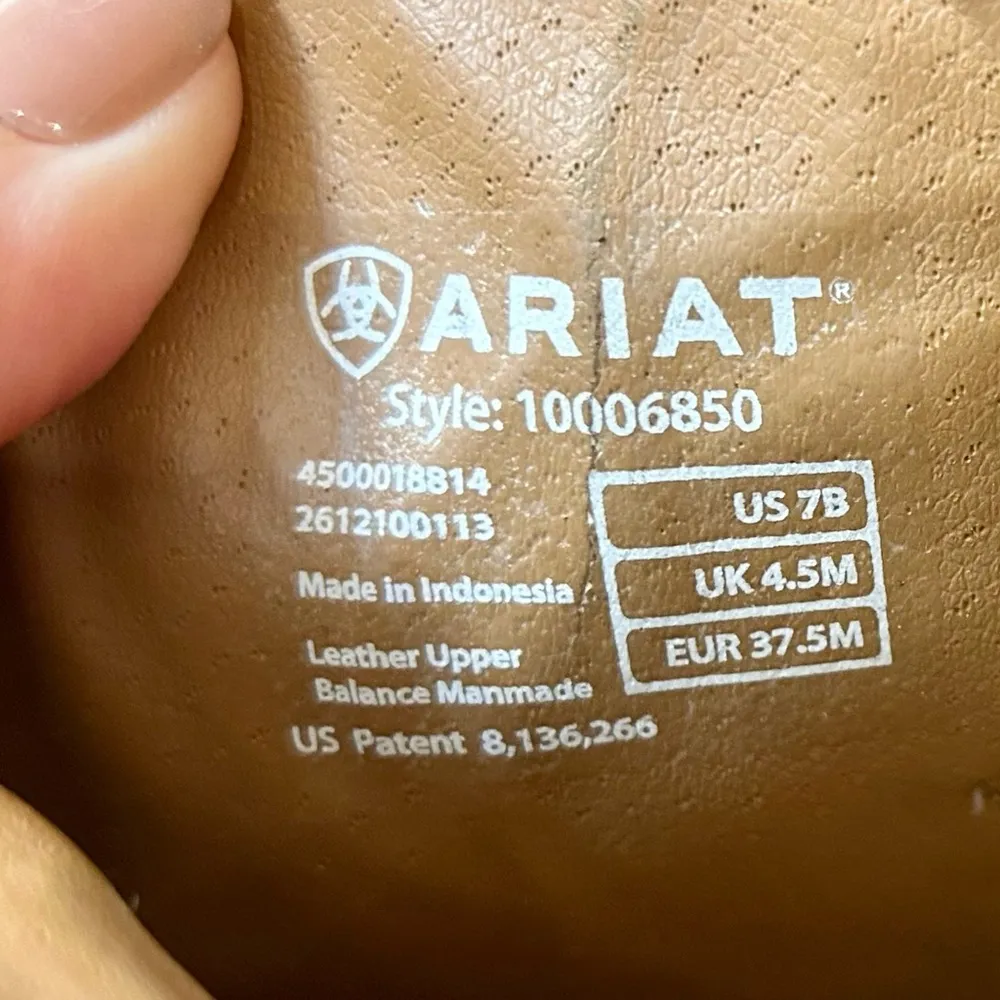 ARIAT®
Style: 10006850
4500018814
2612100113
Made in Indonesia
Leather Upper
Balance Manmade
US Patent 8,136,266
US 7B
UK 4.5M
EUR 37.5M